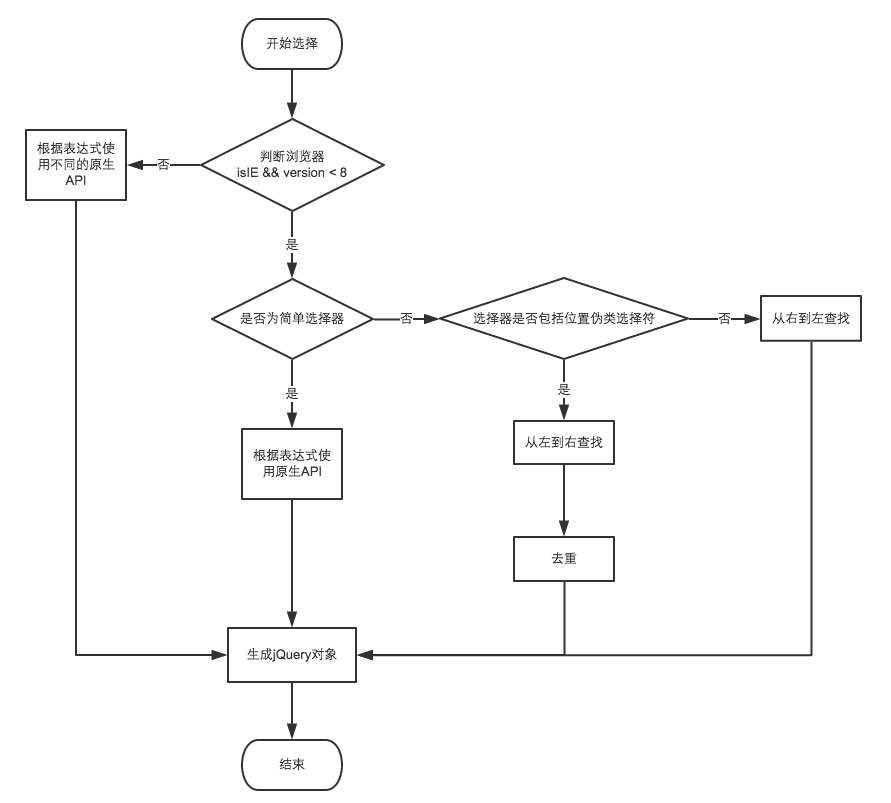 开始选择
判断浏览器
isIE && version < 8
否
根据表达式使
用不同的原生
API
是
是否为简单选择器
否
选择器是否包括位置伪类选择符
否
从右到左查找
是
根据表达式使
用原生API
是
从左到右查找
去重
生成jQuery对象
结束